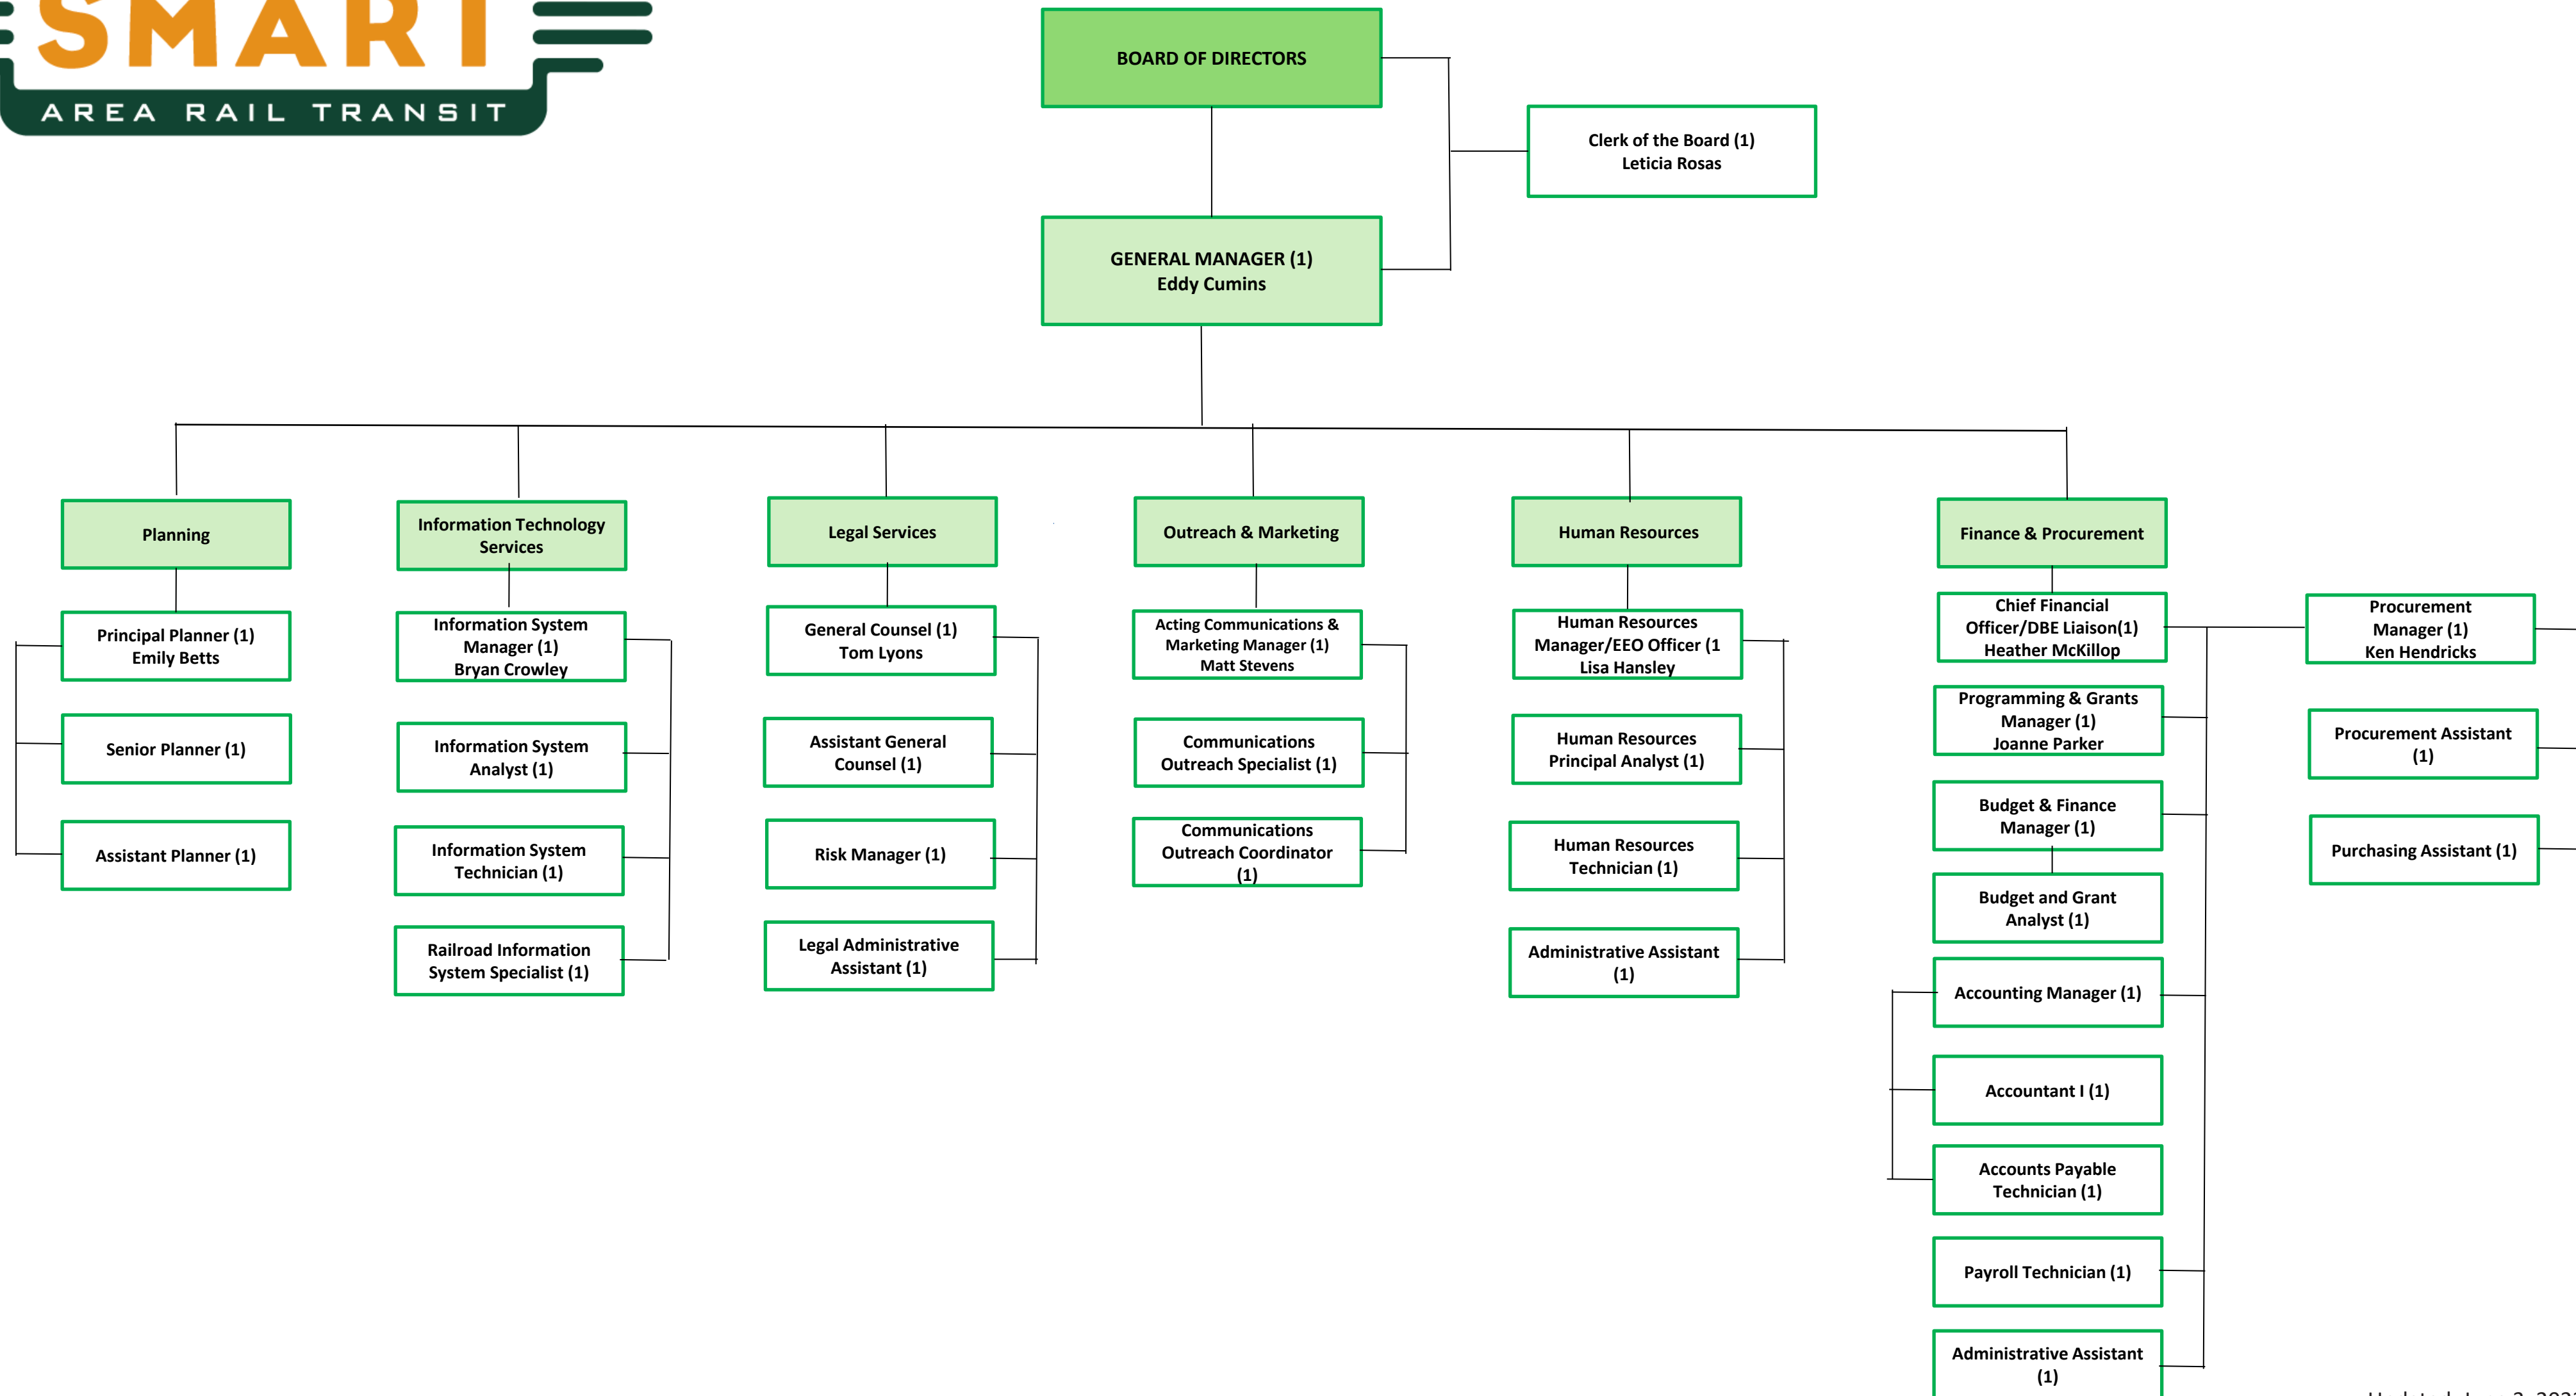 SMART
AREA RAIL TRANSIT
BOARD OF DIRECTORS
Clerk of the Board (1)
Leticia Rosas
GENERAL MANAGER (1)
Eddy Cumins
Planning
Principal Planner (1)
Emily Betts
Senior Planner (1)
Assistant Planner (1)
Information Technology
Services
Information System
Manager (1)
Bryan Crowley
Information System
Analyst (1)
Information System
Technician (1)
Railroad Information
System Specialist (1)
Legal Services
General Counsel (1)
Tom Lyons
Assistant General
Counsel (1)
Risk Manager (1)
Legal Administrative
Assistant (1)
Outreach & Marketing
Acting Communications &
Marketing Manager (1)
Matt Stevens
Communications
Outreach Specialist (1)
Communications
Outreach Coordinator
(1)
Human Resources
Human Resources
Manager/EEO Officer (1
Lisa Hansley
Human Resources
Principal Analyst (1)
Human Resources
Technician (1)
Administrative Assistant
(1)
Finance & Procurement
Chief Financial
Officer/DBE Liaison(1)
Heather McKillop
Programming & Grants
Manager (1)
Joanne Parker
Budget & Finance
Manager (1)
Budget and Grant
Analyst (1)
Accounting Manager (1)
Accountant I (1)
Accounts Payable
Technician (1)
Payroll Technician (1)
Administrative Assistant
(1)
Procurement
Manager (1)
Ken Hendricks
Procurement Assistant
(1)
Purchasing Assistant (1)